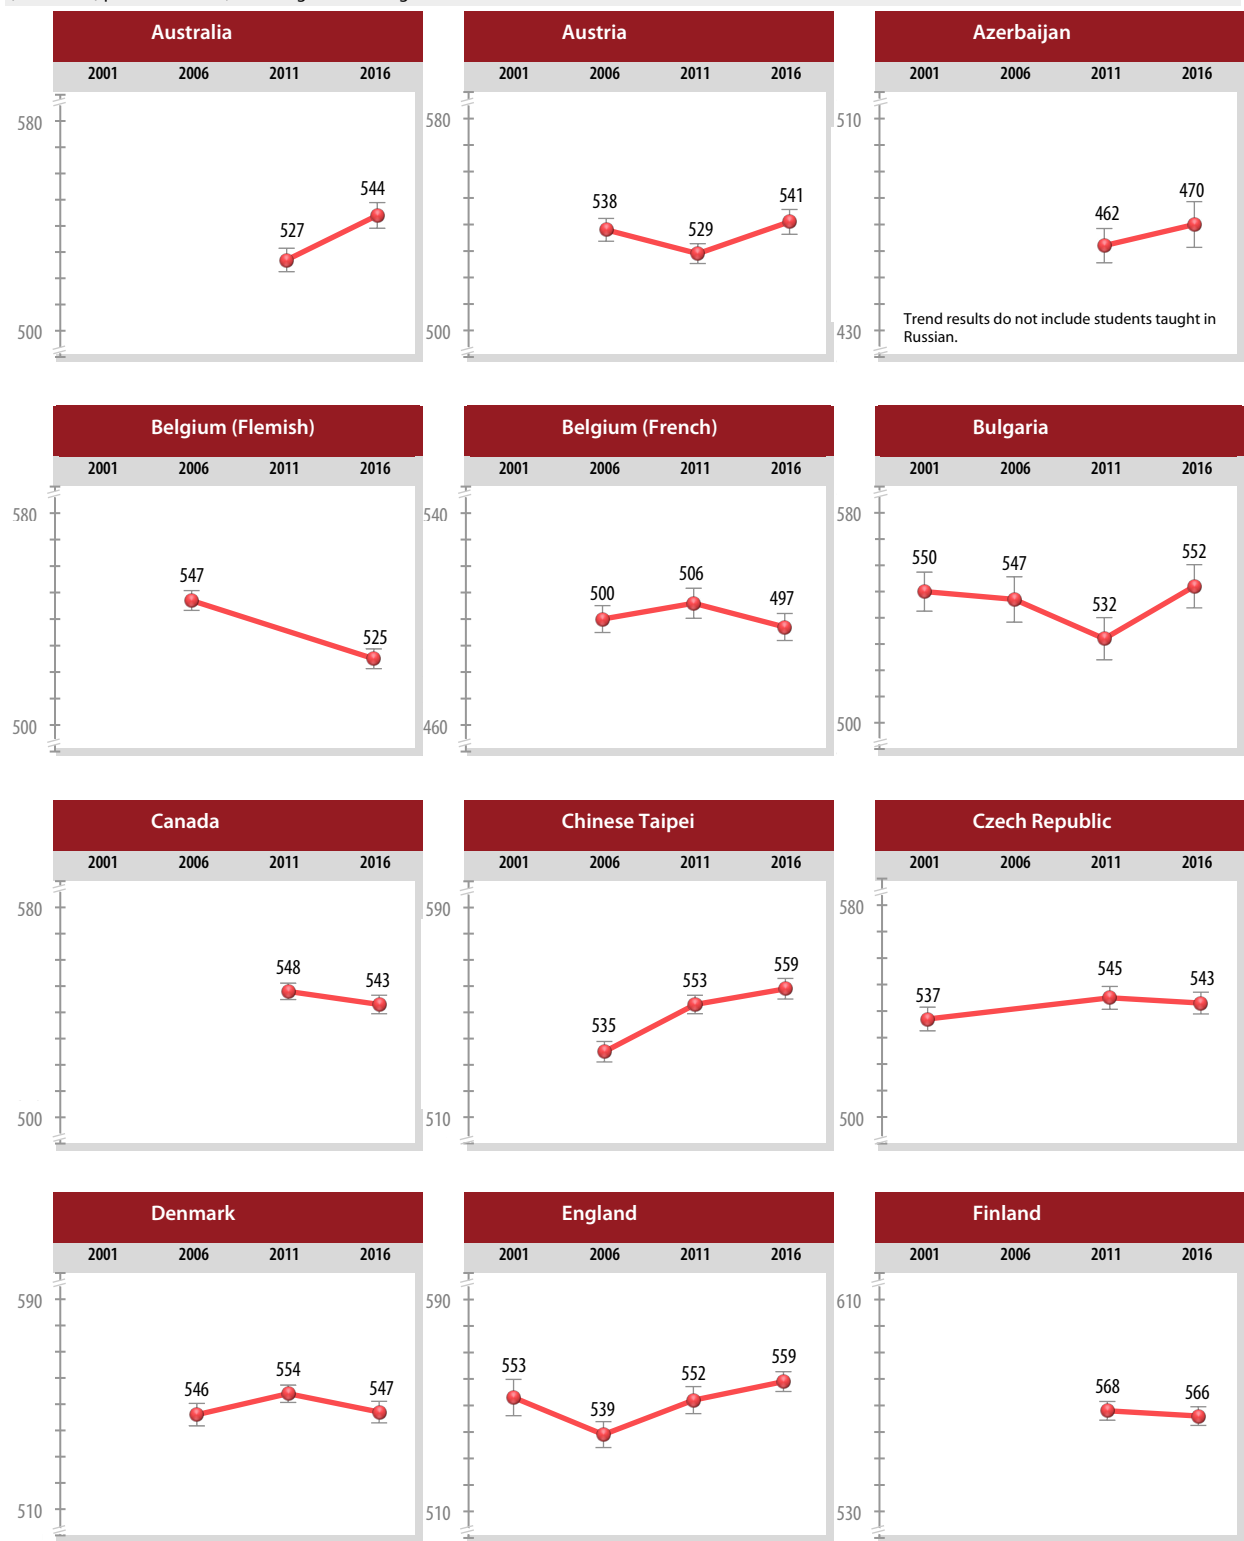 Australia Austria Azerbaijan
2001 2006 2011 2016 2001 2006 2011 2016 2001 2006 2011 2016
580 580 510
544 538 541 470
527 529 462
500 500 430
Trend results do not include students taught in
Russian.
Belgium (Flemish) Belgium (French) Bulgaria
2001 2006 2011 2016 2001 2006 2011 2016 2001 2006 2011 2016
580 540 580
547 500 506 497 550 547 552
525 532
500 460 500
Canada Chinese Taipei Czech Republic
2001 2006 2011 2016 2001 2006 2011 2016 2001 2006 2011 2016
580 590 580
548 543 535 553 559 537 545 543
500 510 500
Denmark England Finland
2001 2006 2011 2016 2001 2006 2011 2016 2001 2006 2011 2016
590 590 610
546 554 547 553 539 552 559 568 566
510 510 530